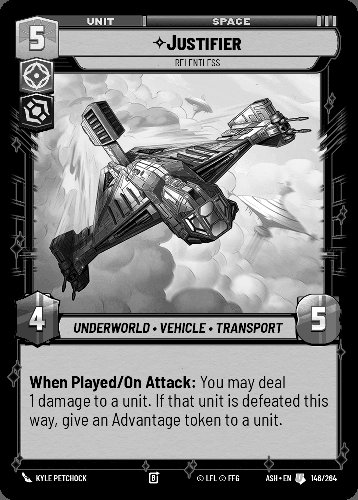 UNIT SPACE
5
Justifier
RELENTLESS
4
UNDERWORLD • VEHICLE • TRANSPORT
5
When Played/On Attack: You may deal
1 damage to a unit. If that unit is defeated this
way, give an Advantage token to a unit.
KYLE PETCHOCK © LFL © FFG ASH • EN 146/264